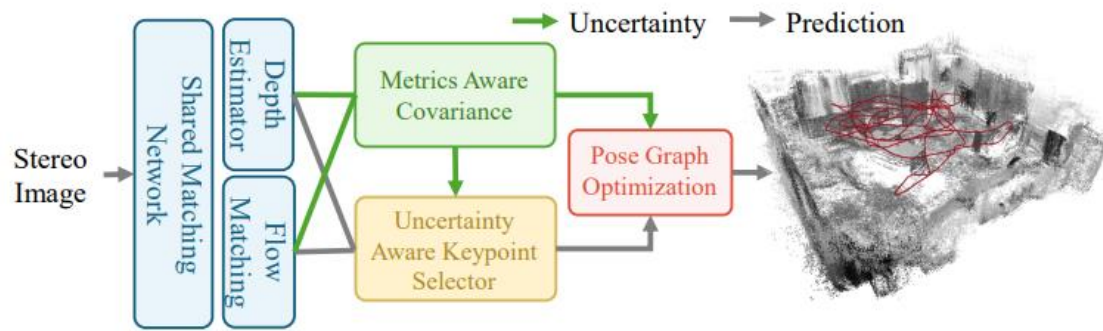 Uncertainty
Prediction
Stereo
Image
Shared Matching
Network
Depth
Estimator
Flow
Matching
Metrics Aware
Covariance
Uncertainty
Aware Keypoint
Selector
Pose Graph
Optimization